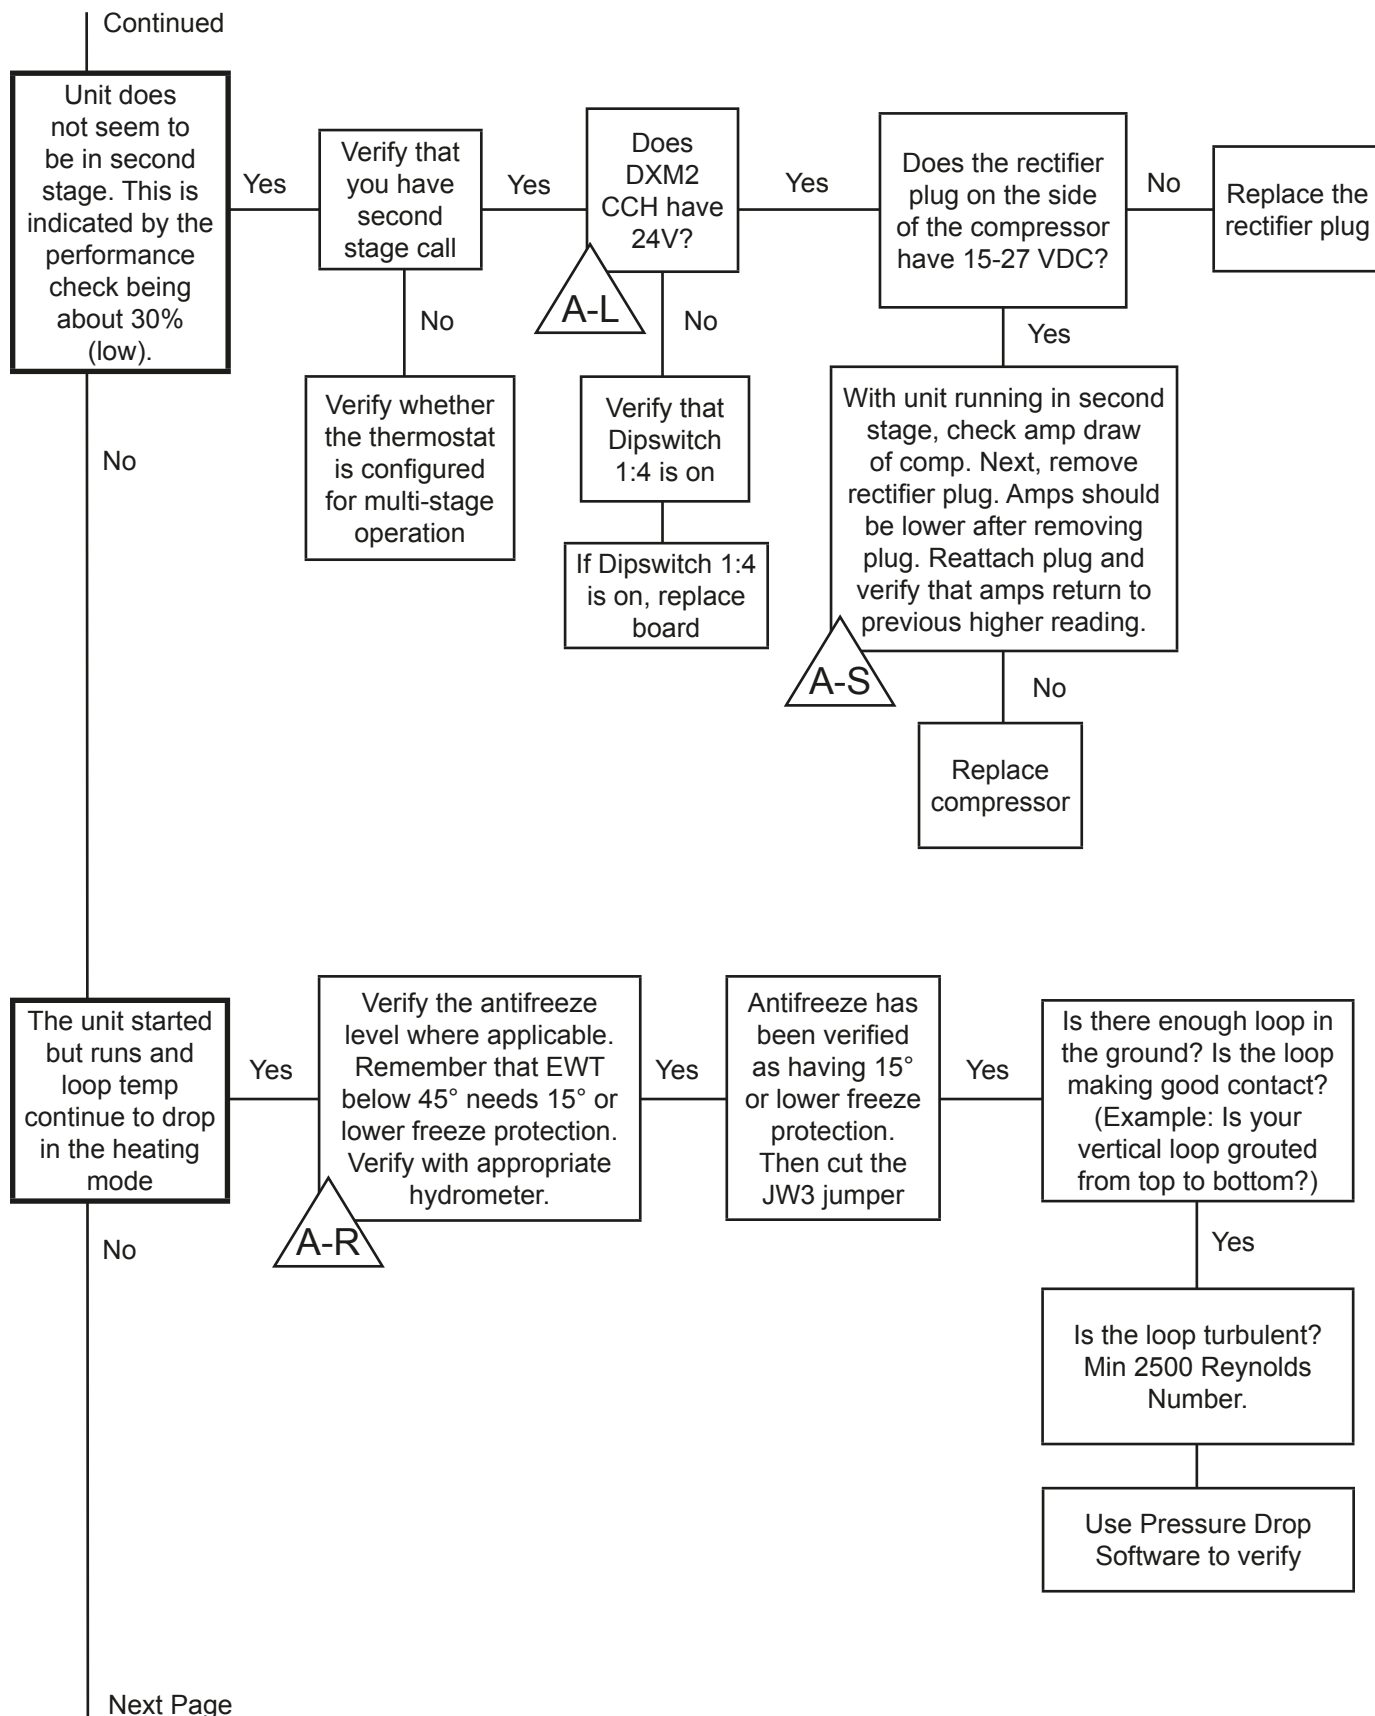 Continued
Unit does
not seem to
be in second
stage. This is
indicated by the
performance
check being
about 30%
(low).
Yes
Verify that
you have
second
stage call
Yes
Does
DXM2
CCH have
24V?
A-L
Yes
Does the rectifier
plug on the side
of the compressor
have 15-27 VDC?
No
Replace the
rectifier plug
No
Verify whether
the thermostat
is configured
for multi-stage
operation
No
Verify that
Dipswitch
1:4 is on
If Dipswitch 1:4
is on, replace
board
Yes
With unit running in second
stage, check amp draw
of comp. Next, remove
rectifier plug. Amps should
be lower after removing
plug. Reattach plug and
verify that amps return to
previous higher reading.
A-S
No
Replace
compressor
No
The unit started
but runs and
loop temp
continue to drop
in the heating
mode
Yes
Verify the antifreeze
level where applicable.
Remember that EWT
below 45° needs 15° or
lower freeze protection.
Verify with appropriate
hydrometer.
A-R
Yes
Antifreeze has
been verified
as having 15°
or lower freeze
protection.
Then cut the
JW3 jumper
Yes
Is there enough loop in
the ground? Is the loop
making good contact?
(Example: Is your
vertical loop grouted
from top to bottom?)
Yes
Is the loop turbulent?
Min 2500 Reynolds
Number.
Use Pressure Drop
Software to verify
No
Next Page